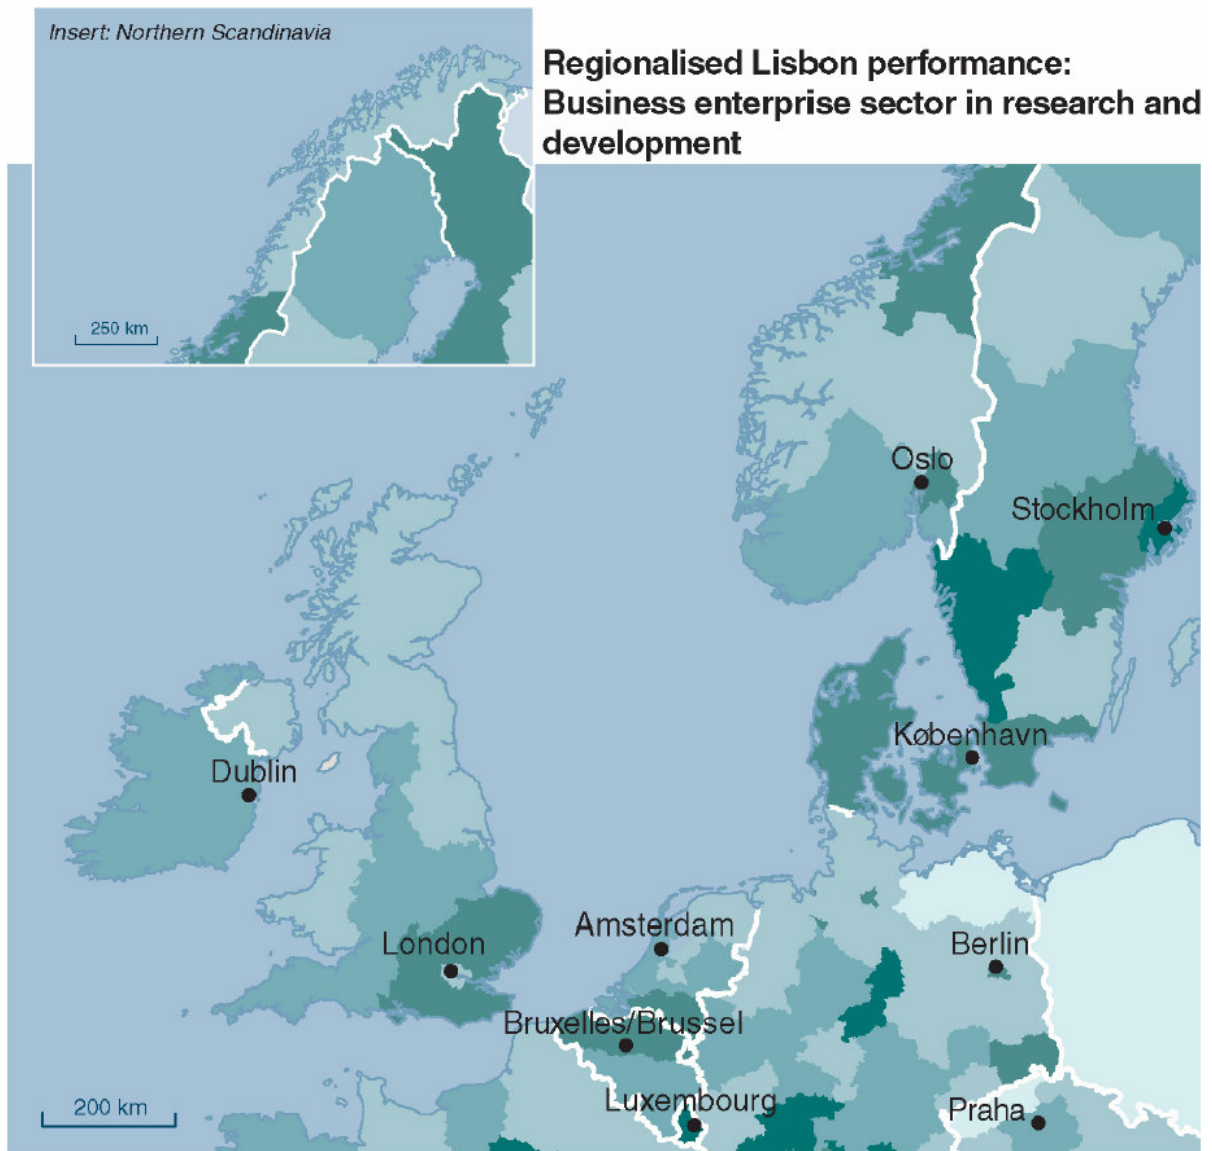 Insert: Northern Scandinavia
Regionalised Lisbon performance:
Business enterprise sector in research and
development
250 km
Oslo
Stockholm
København
Dublin
Amsterdam
London
Berlin
Bruxelles/Brussel
Luxembourg
Praha
200 km